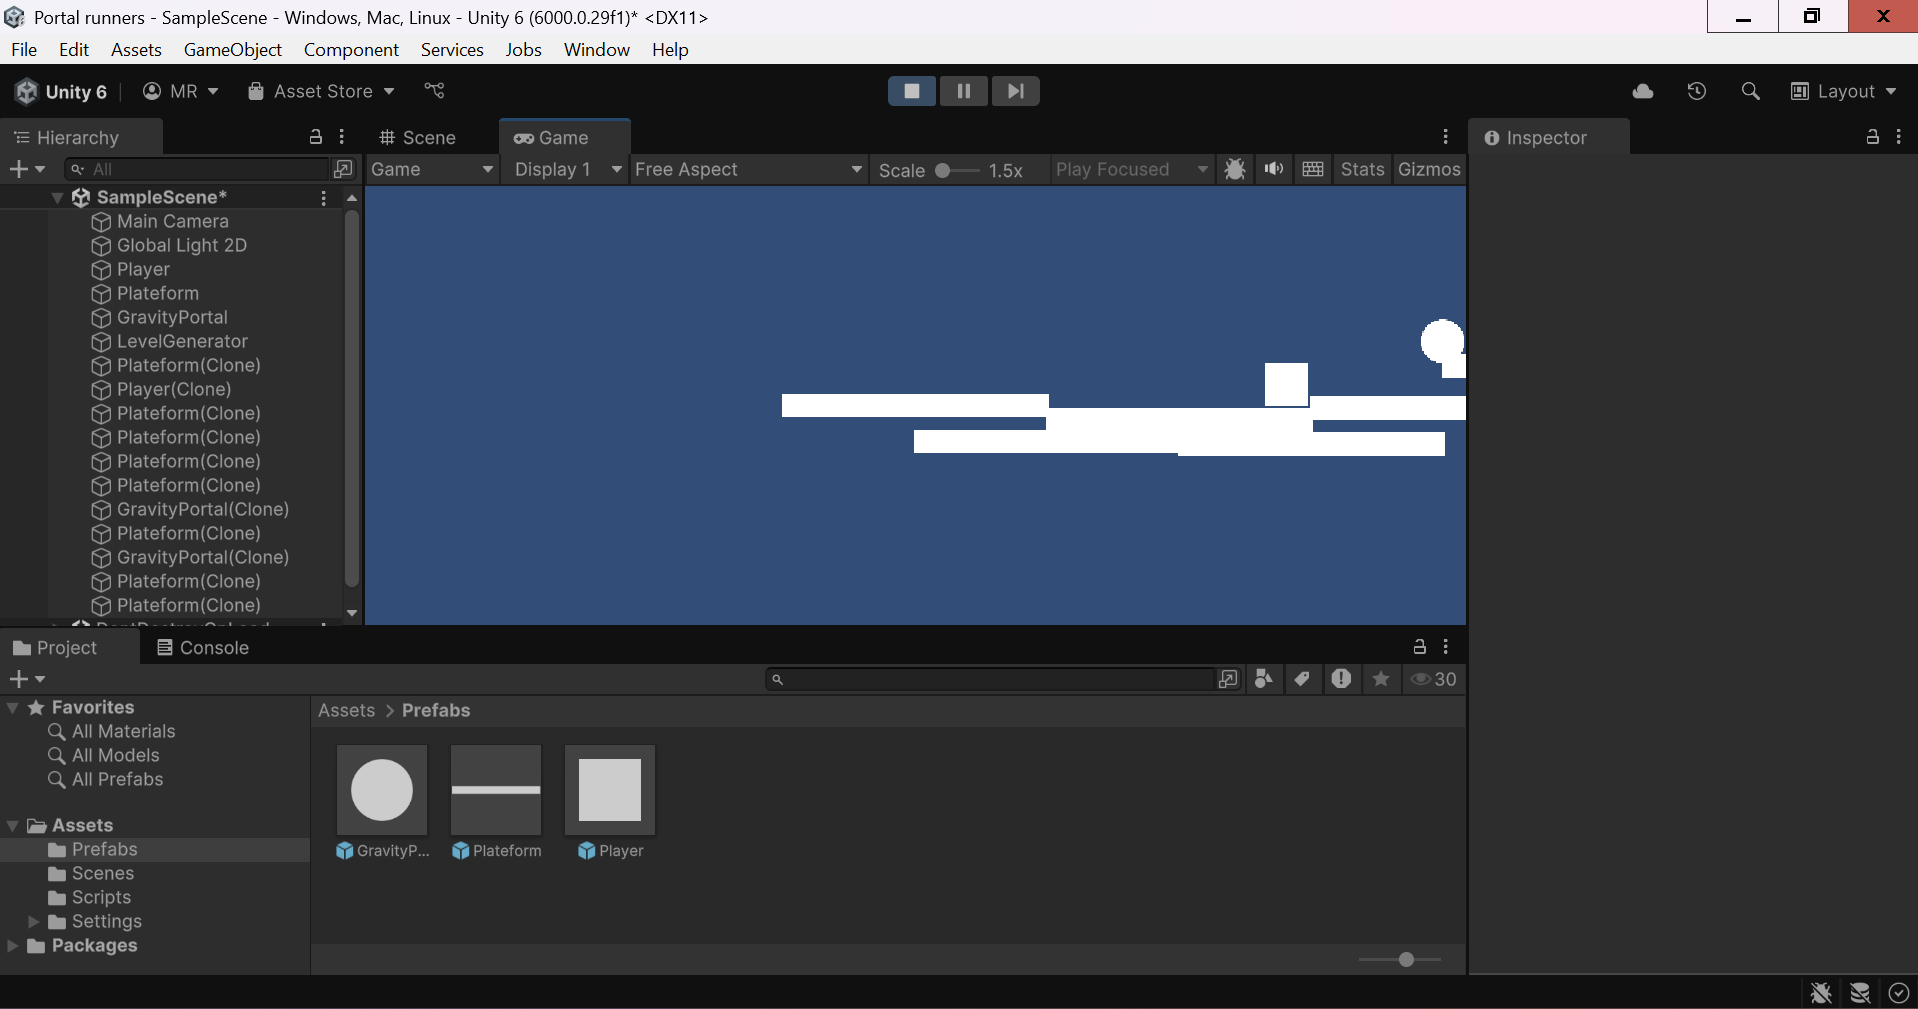 Portal runners - SampleScene - Windows, Mac, Linux - Unity 6 (6000.0.29f1)* <DX11>
File Edit Assets GameObject Component Services Jobs Window Help
Unity 6 MR Asset Store Layout
Hierarchy
Scene Game
Inspector
All
Game Display 1 Free Aspect Scale 1.5x Play Focused Stats Gizmos
SampleScene*
Main Camera
Global Light 2D
Player
Plateform
GravityPortal
LevelGenerator
Plateform(Clone)
Player(Clone)
Plateform(Clone)
Plateform(Clone)
Plateform(Clone)
Plateform(Clone)
GravityPortal(Clone)
Plateform(Clone)
GravityPortal(Clone)
Plateform(Clone)
Plateform(Clone)
DontDestroyOnLoad
Project Console
30
Favorites
All Materials
All Models
All Prefabs
Assets
Prefabs
Scenes
Scripts
Settings
Packages
Assets > Prefabs
GravityP... Plateform Player